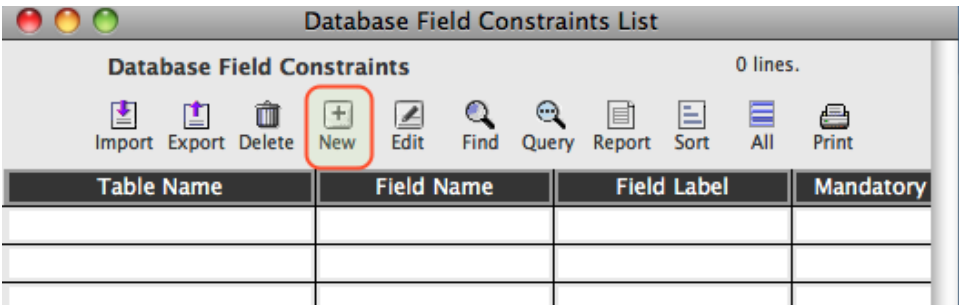 Database Field Constraints List
Database Field Constraints 0 lines.
Import Export Delete New Edit Find Query Report Sort All Print
Table Name Field Name Field Label Mandatory